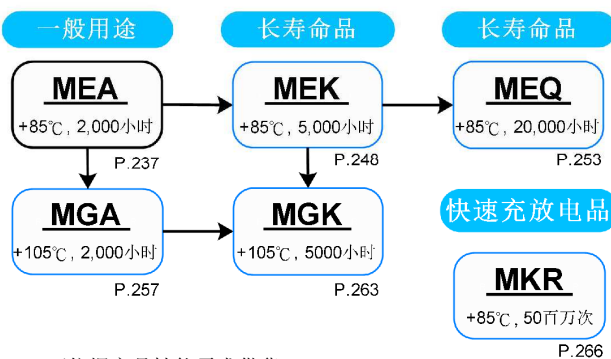 一般用途
长寿命品
长寿命品
MEA
+85℃, 2,000小时
P.237
MEK
+85℃, 5,000小时
P.248
MEQ
+85℃, 20,000小时
P.253
MGA
+105℃, 2,000小时
P.257
MGK
+105℃, 5000小时
P.263
快速充放电品
MKR
+85℃, 50百万次
P.266